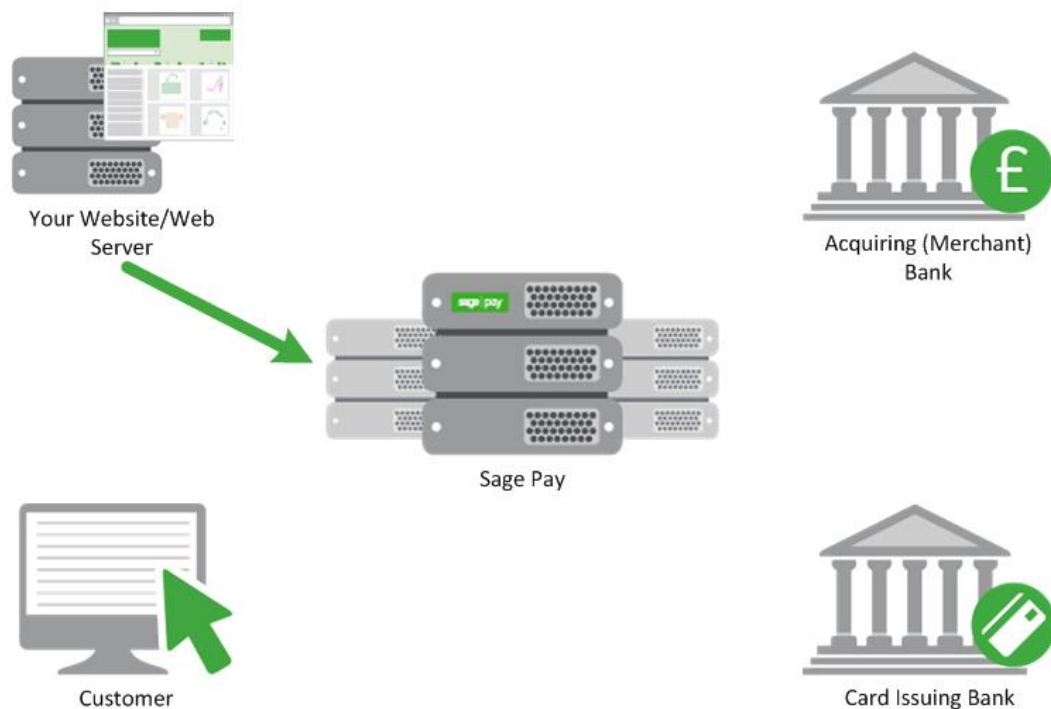 Your Website/Web
Server
£
Acquiring (Merchant)
Bank
sage pay
Sage Pay
Customer
Card Issuing Bank